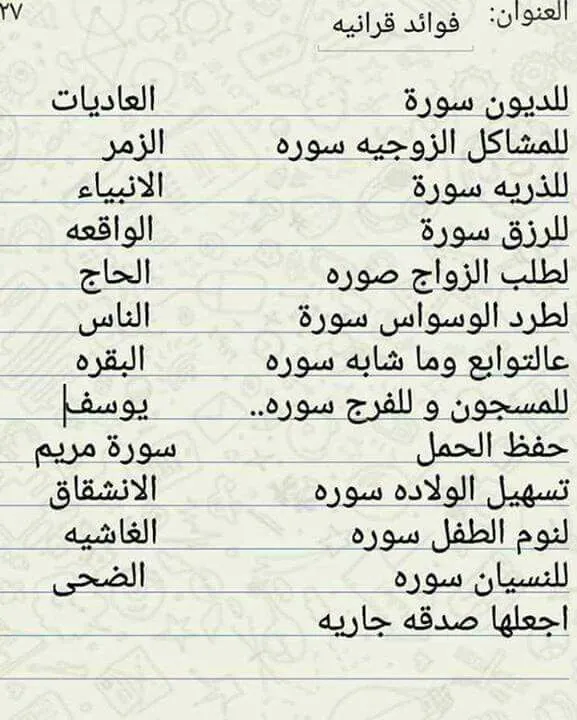 العنوان: فوائد قرانيه ٢٧
للديون سورة العاديات
للمشاكل الزوجيه سوره الزمر
للذريه سورة الانبياء
للرزق سورة الواقعه
لطلب الزواج صوره الحاج
لطرد الوسواس سورة الناس
عالتوابع وما شابه سوره البقره
للمسجون و للفرج سوره.. يوسف
حفظ الحمل سورة مريم
تسهيل الولاده سوره الانشقاق
لنوم الطفل سوره الغاشيه
للنسيان سوره الضحى
اجعلها صدقه جاريه